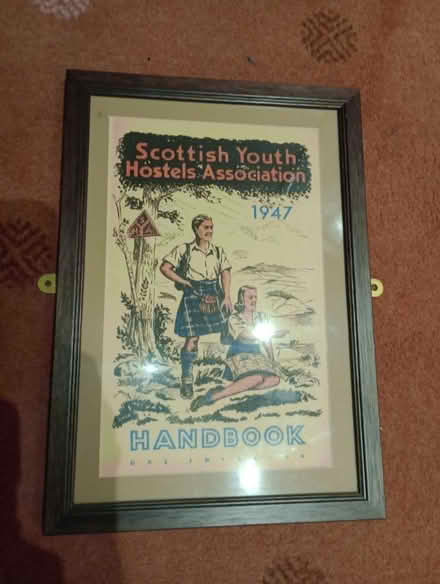 Scottish Youth
Hostels Association
1947
HANDBOOK